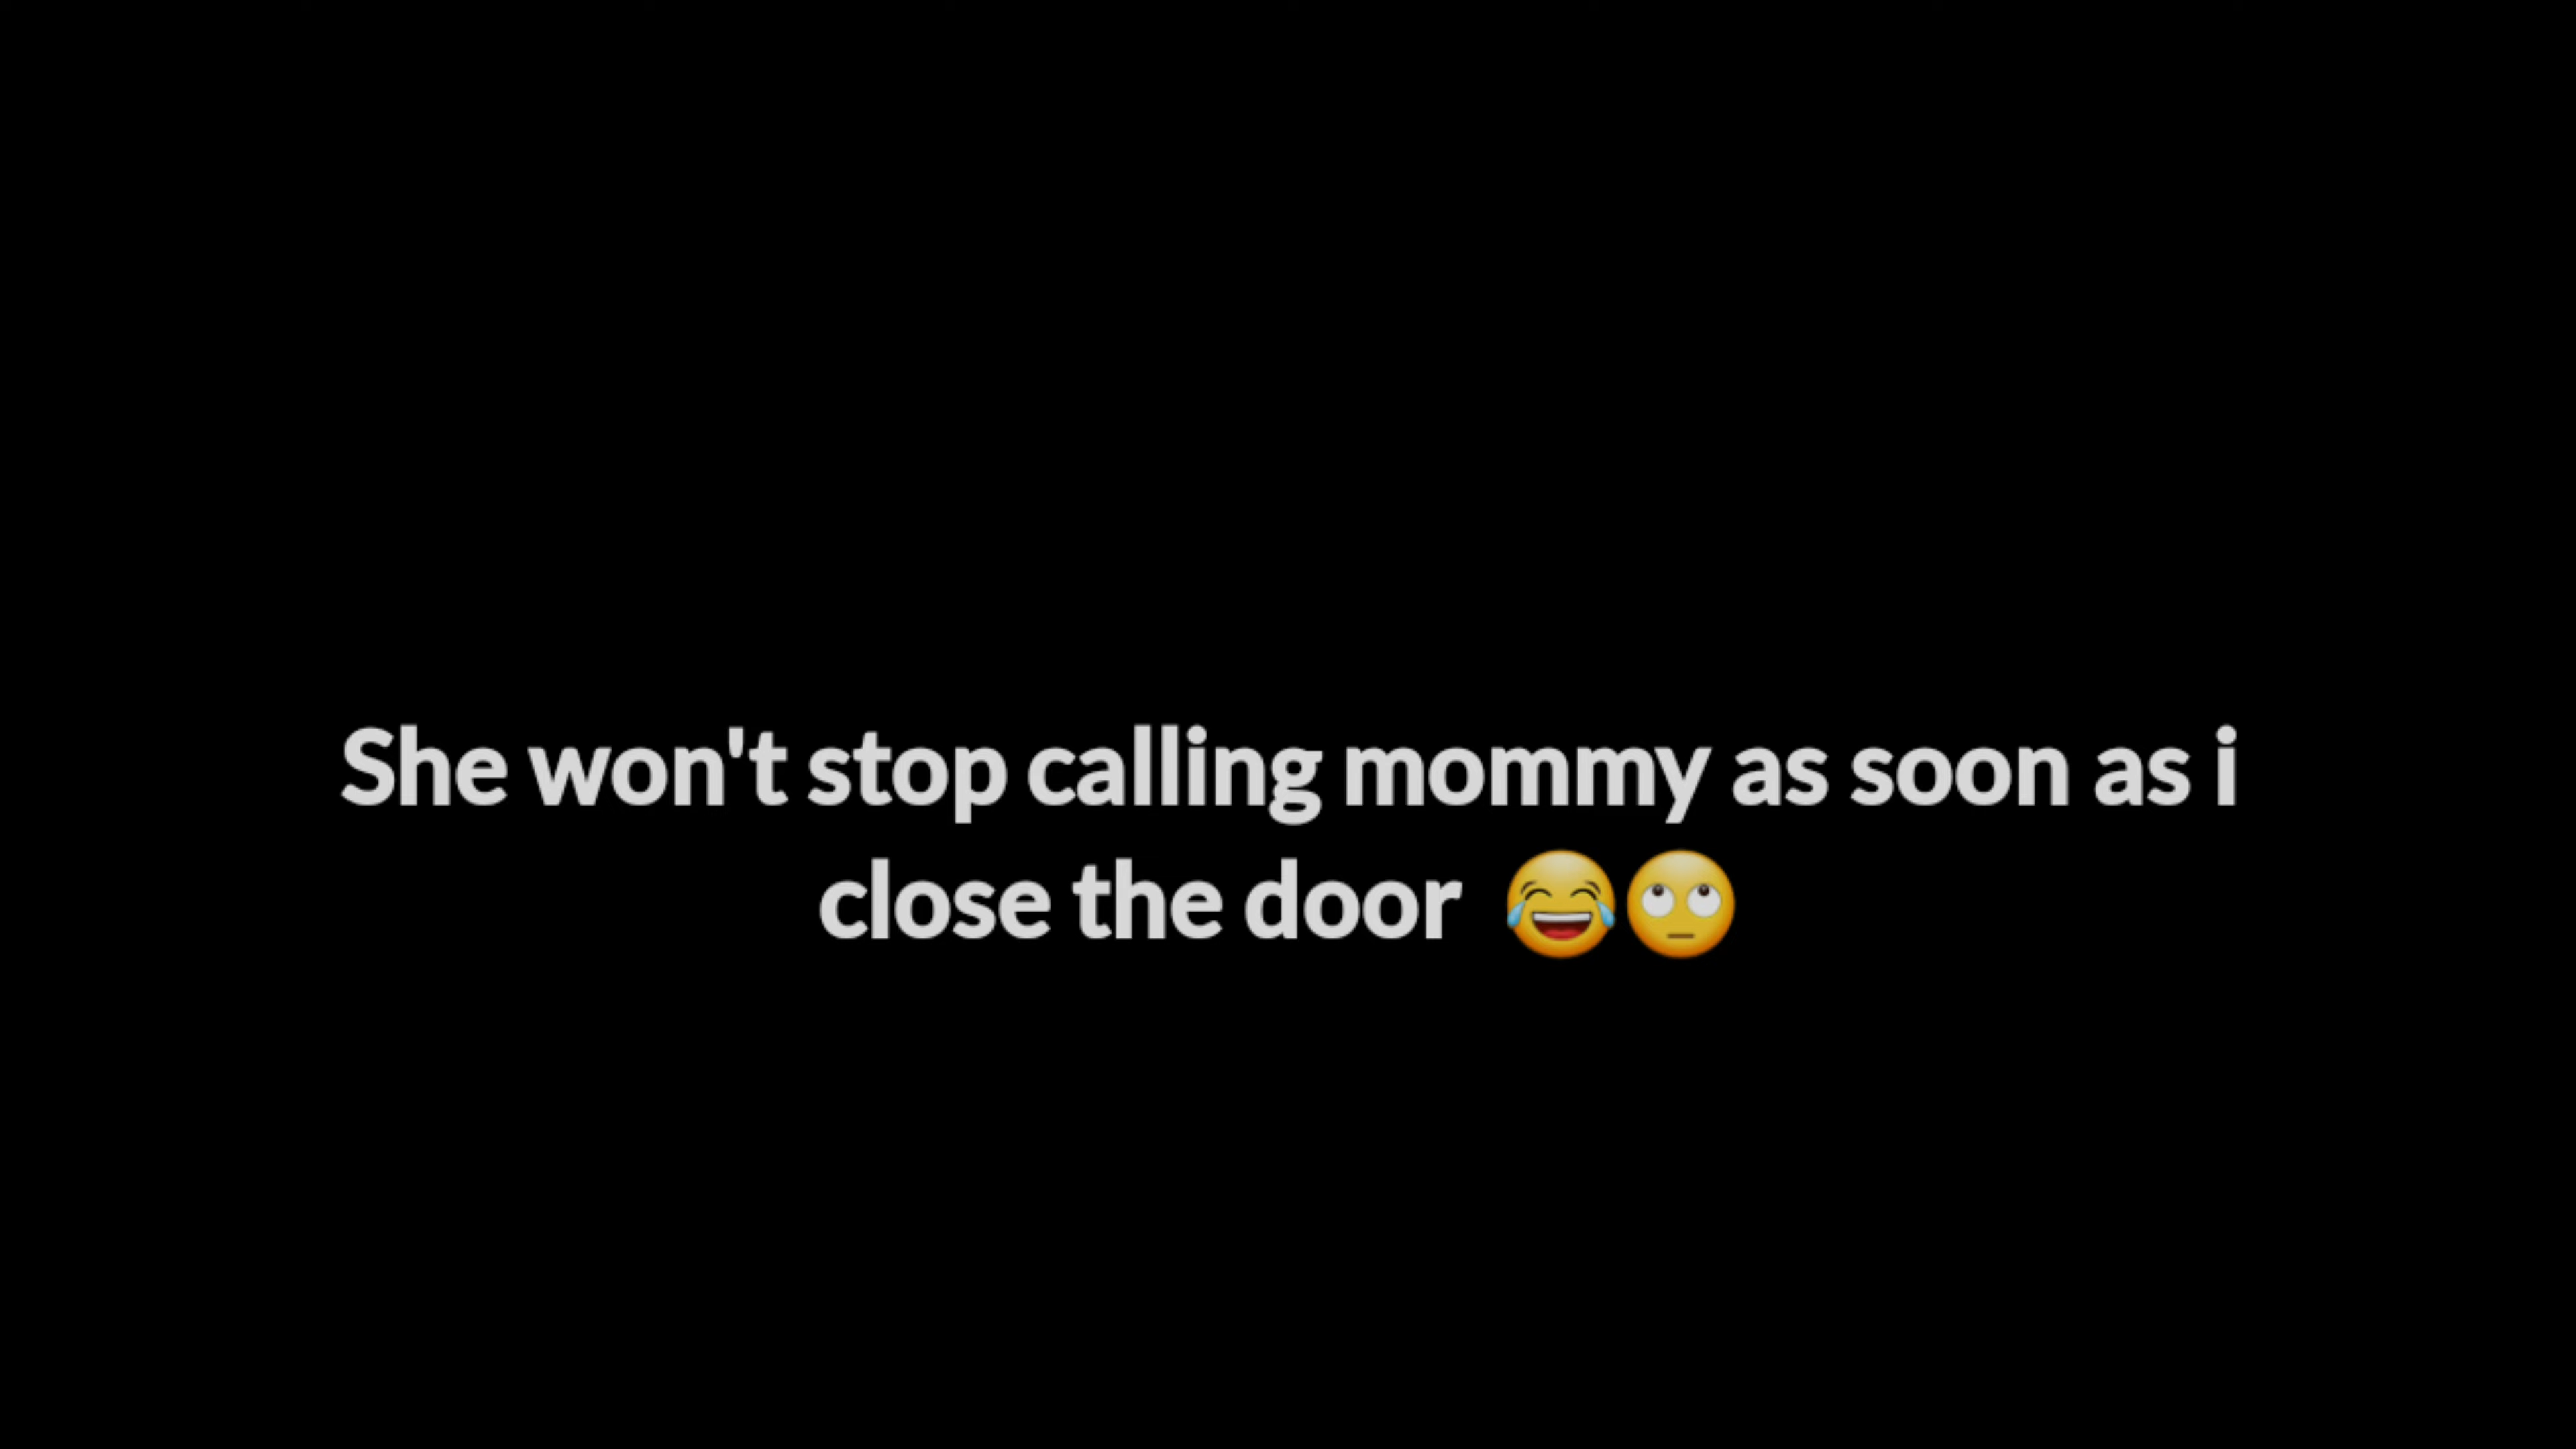 She won't stop calling mommy as soon as i
close the door 😂🙄